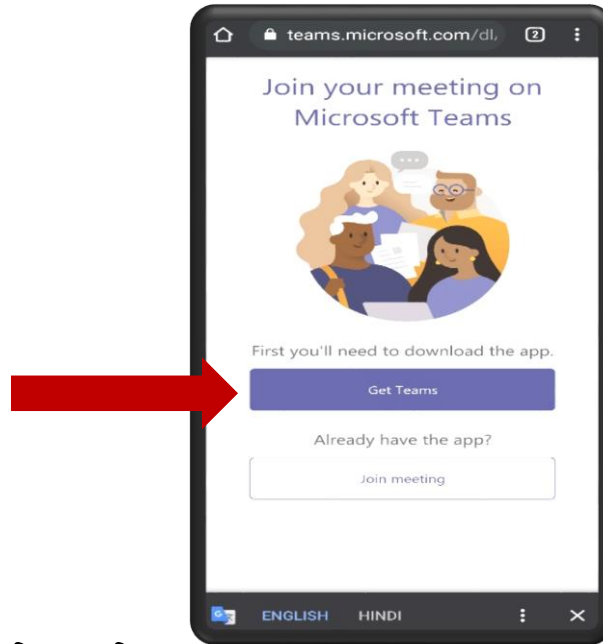 teams.microsoft.com/dl,
2
Join your meeting on
Microsoft Teams
First you'll need to download the app.
Get Teams
Already have the app?
Join meeting
ENGLISH HINDI